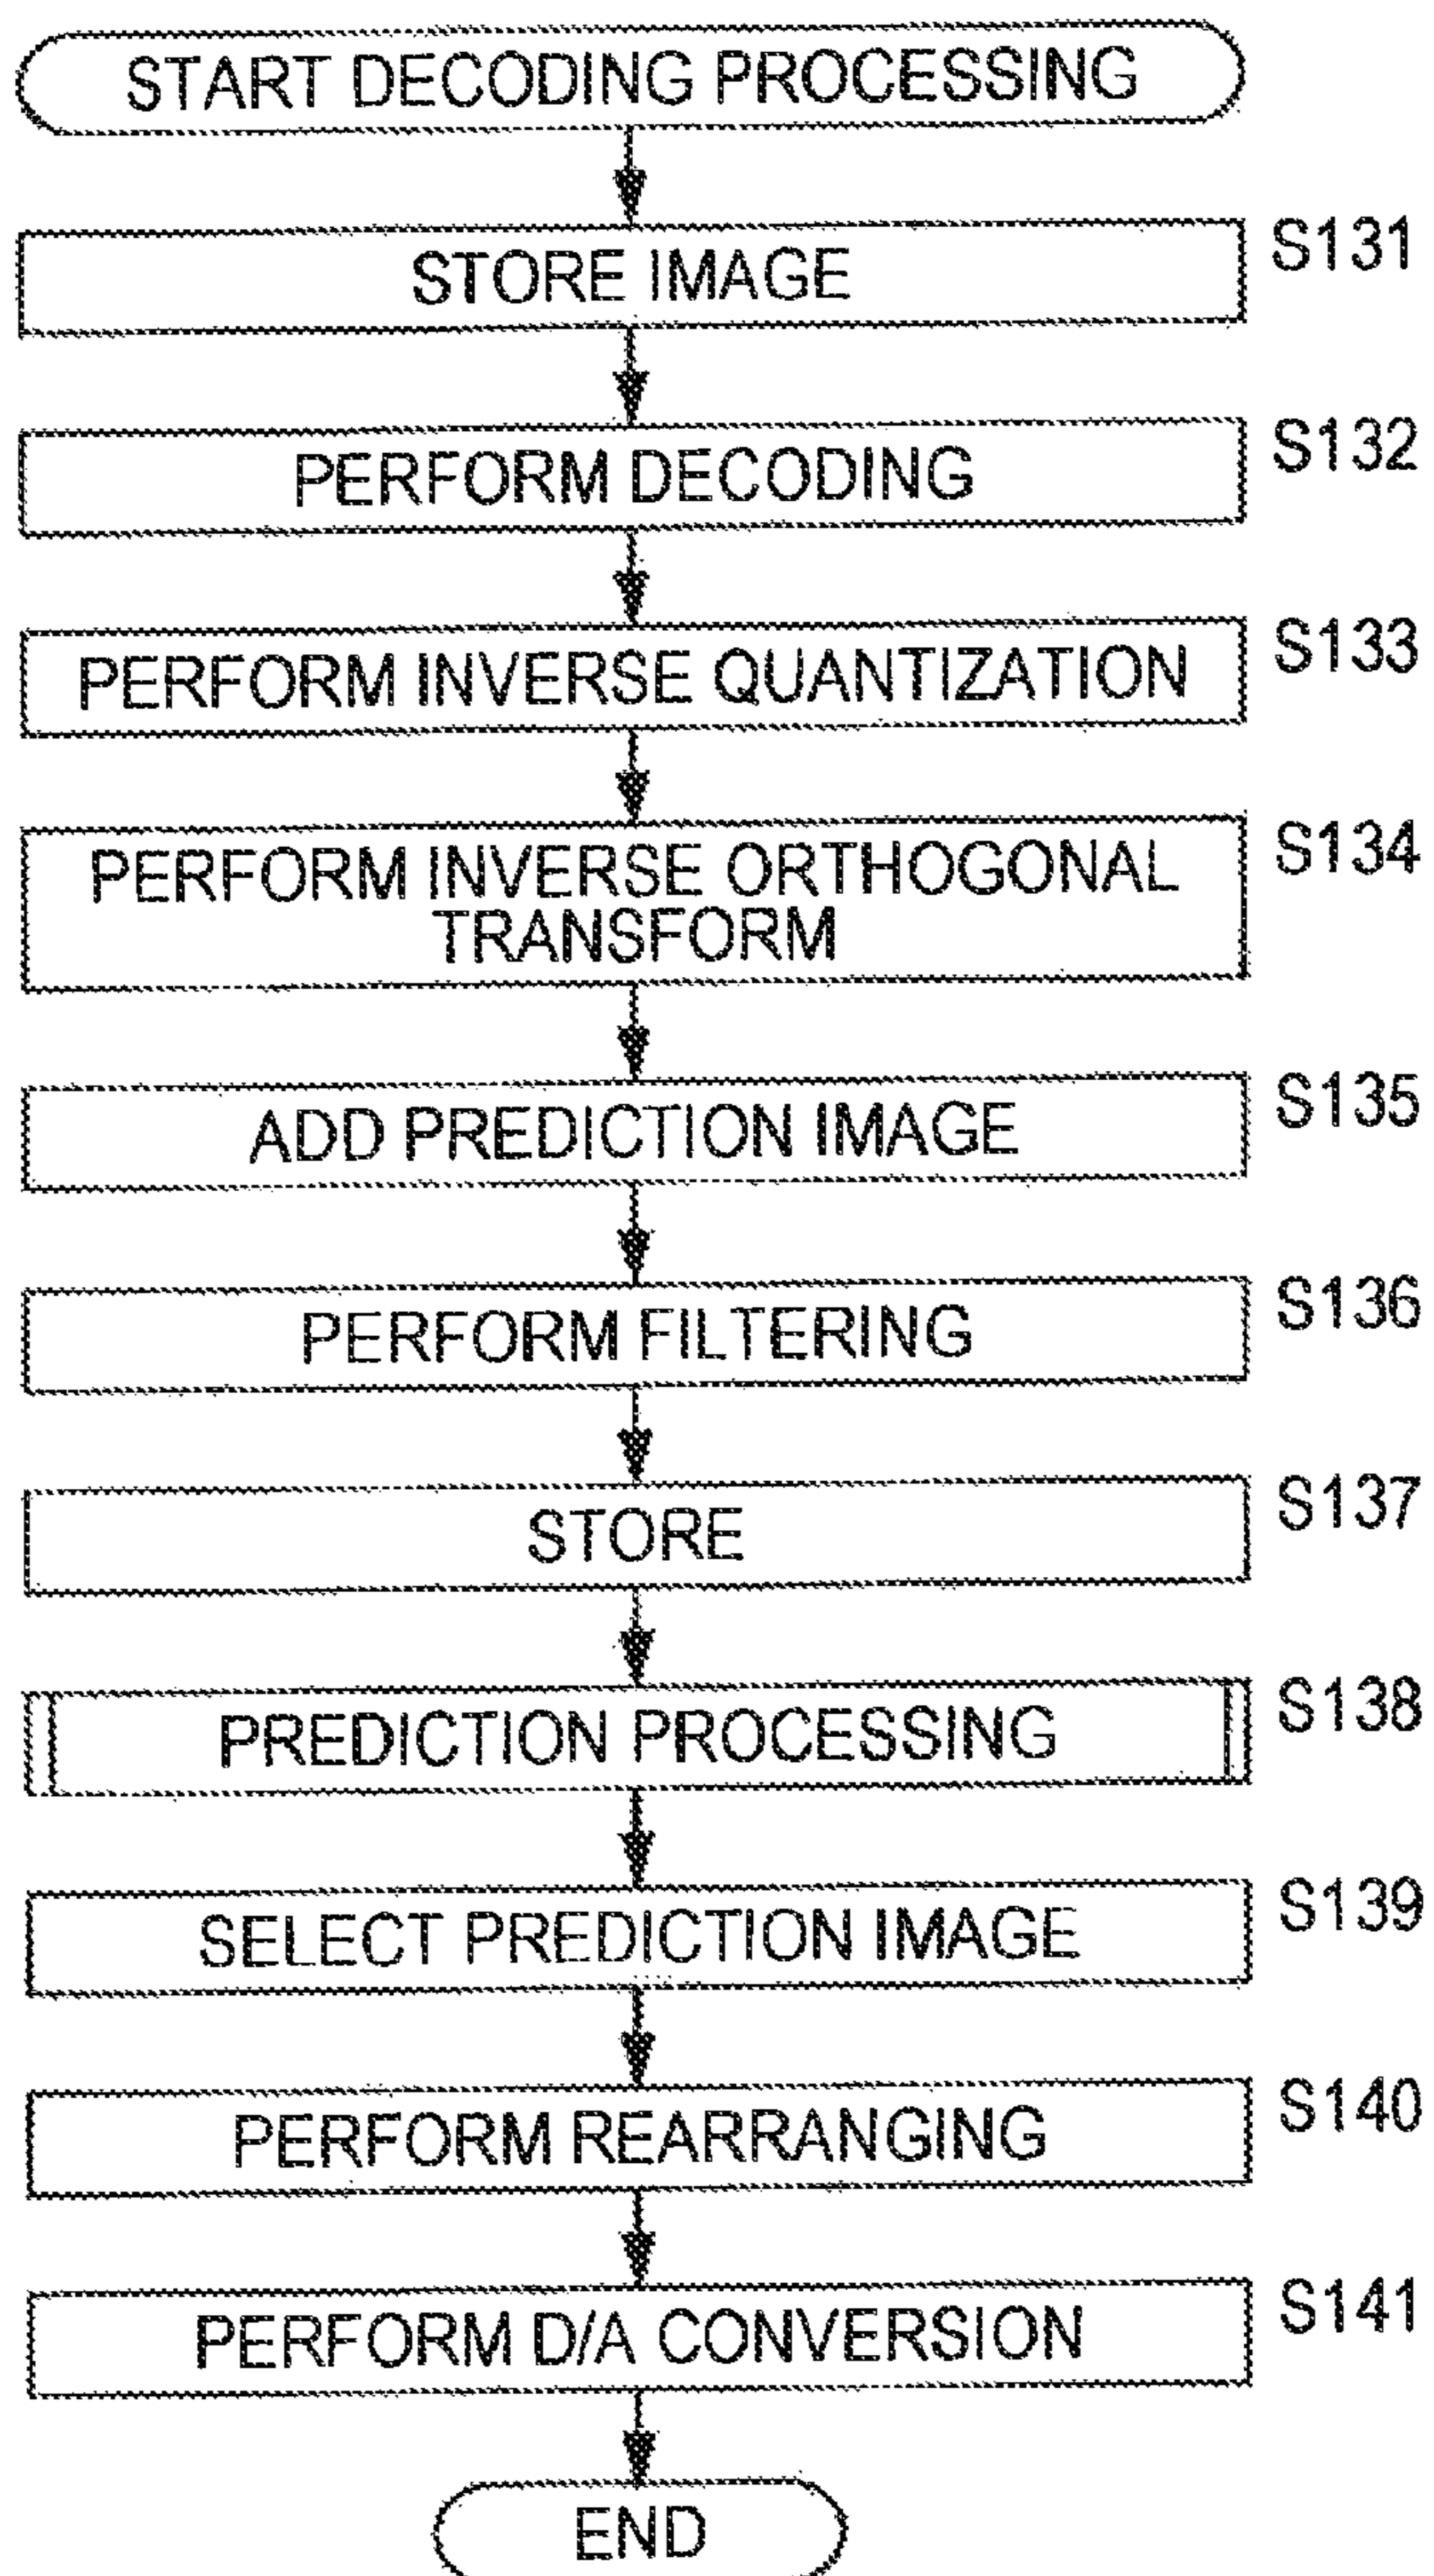 START DECODING PROCESSING
STORE IMAGE S131
PERFORM DECODING S132
PERFORM INVERSE QUANTIZATION S133
PERFORM INVERSE ORTHOGONAL S134
TRANSFORM
ADD PREDICTION IMAGE S135
PERFORM FILTERING S136
STORE S137
PREDICTION PROCESSING S138
SELECT PREDICTION IMAGE S139
PERFORM REARRANGING S140
PERFORM D/A CONVERSION S141
END